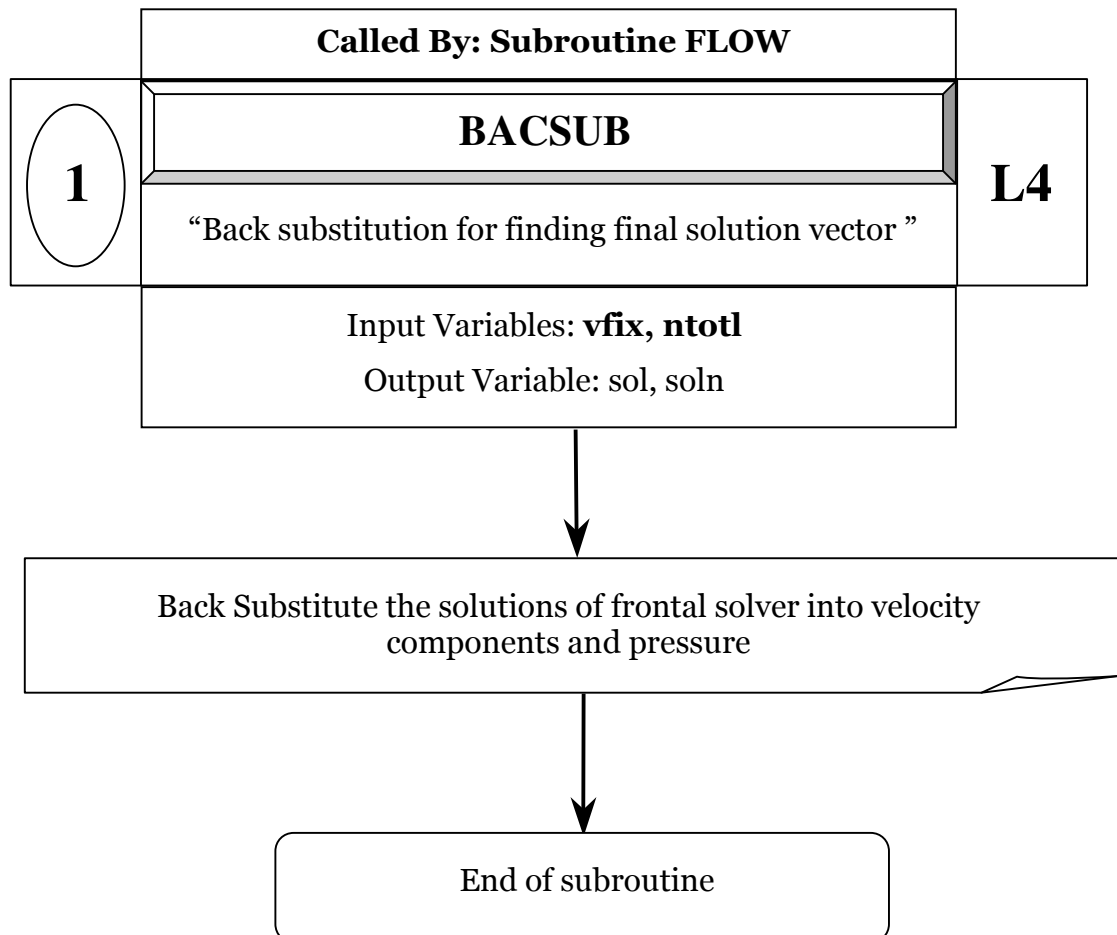 Called By: Subroutine FLOW
BACSUB
1
L4
“Back substitution for finding final solution vector ”
Input Variables: vfix, ntotl
Output Variable: sol, soln
Back Substitute the solutions of frontal solver into velocity
components and pressure
End of subroutine